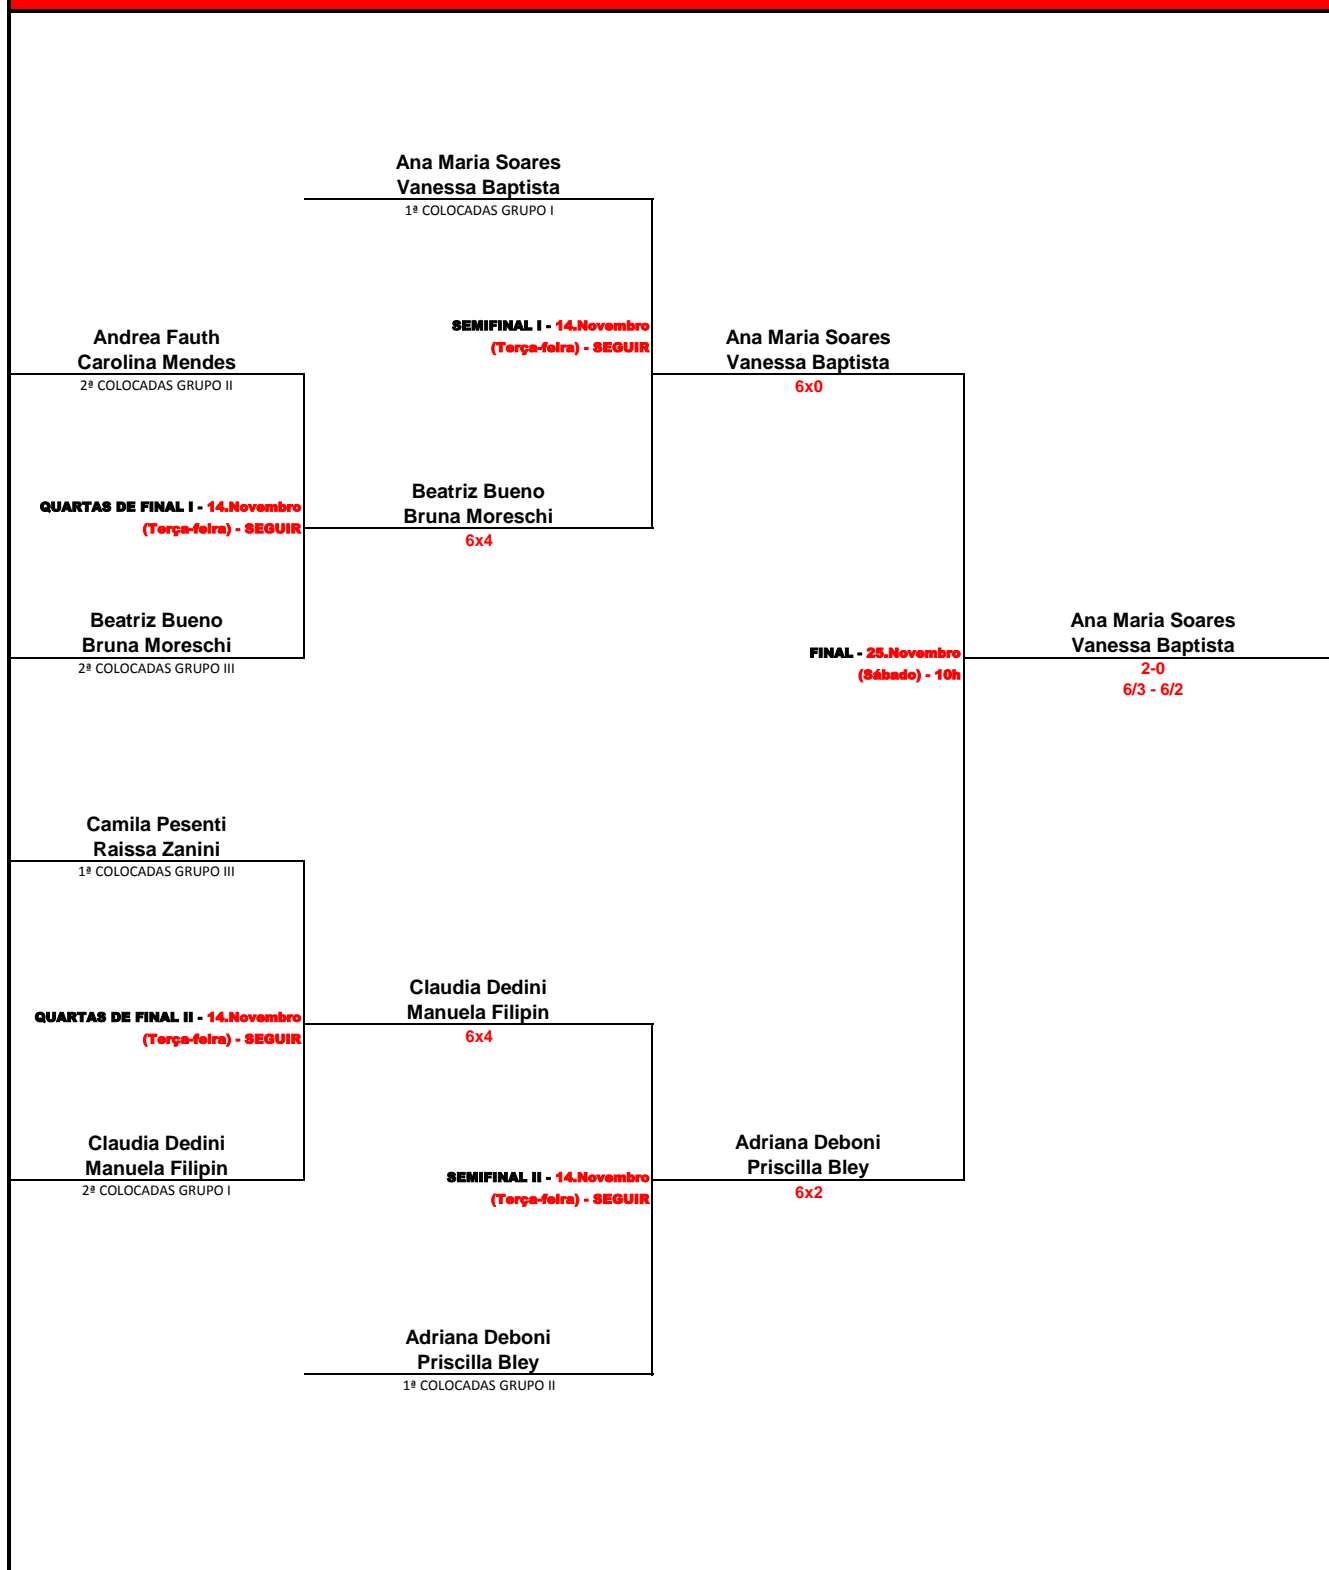 Ana Maria Soares
Vanessa Baptista
1ª COLOCADAS GRUPO I
SEMIFINAL I - 14.Novembro
(Terça-feira) - SEGUIR
Andrea Fauth
Carolina Mendes
2ª COLOCADAS GRUPO II
Ana Maria Soares
Vanessa Baptista
6x0
QUARTAS DE FINAL I - 14.Novembro
(Terça-feira) - SEGUIR
Beatriz Bueno
Bruna Moreschi
6x4
Beatriz Bueno
Bruna Moreschi
2ª COLOCADAS GRUPO III
FINAL - 25.Novembro
(Sábado) - 10h
Ana Maria Soares
Vanessa Baptista
2-0
6/3 - 6/2
Camila Pesenti
Raissa Zanini
1ª COLOCADAS GRUPO III
QUARTAS DE FINAL II - 14.Novembro
(Terça-feira) - SEGUIR
Claudia Dedini
Manuela Filipin
6x4
Claudia Dedini
Manuela Filipin
2ª COLOCADAS GRUPO I
SEMIFINAL II - 14.Novembro
(Terça-feira) - SEGUIR
Adriana Deboni
Priscilla Bley
6x2
Adriana Deboni
Priscilla Bley
1ª COLOCADAS GRUPO II